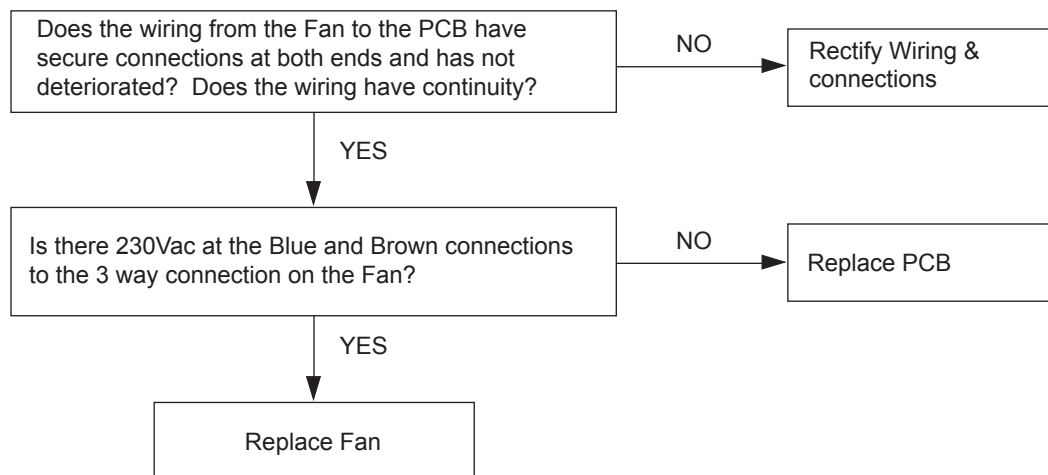 Does the wiring from the Fan to the PCB have
secure connections at both ends and has not
deteriorated?  Does the wiring have continuity?
NO
Rectify Wiring &
connections
YES
Is there 230Vac at the Blue and Brown connections
to the 3 way connection on the Fan?
NO
Replace PCB
YES
Replace Fan